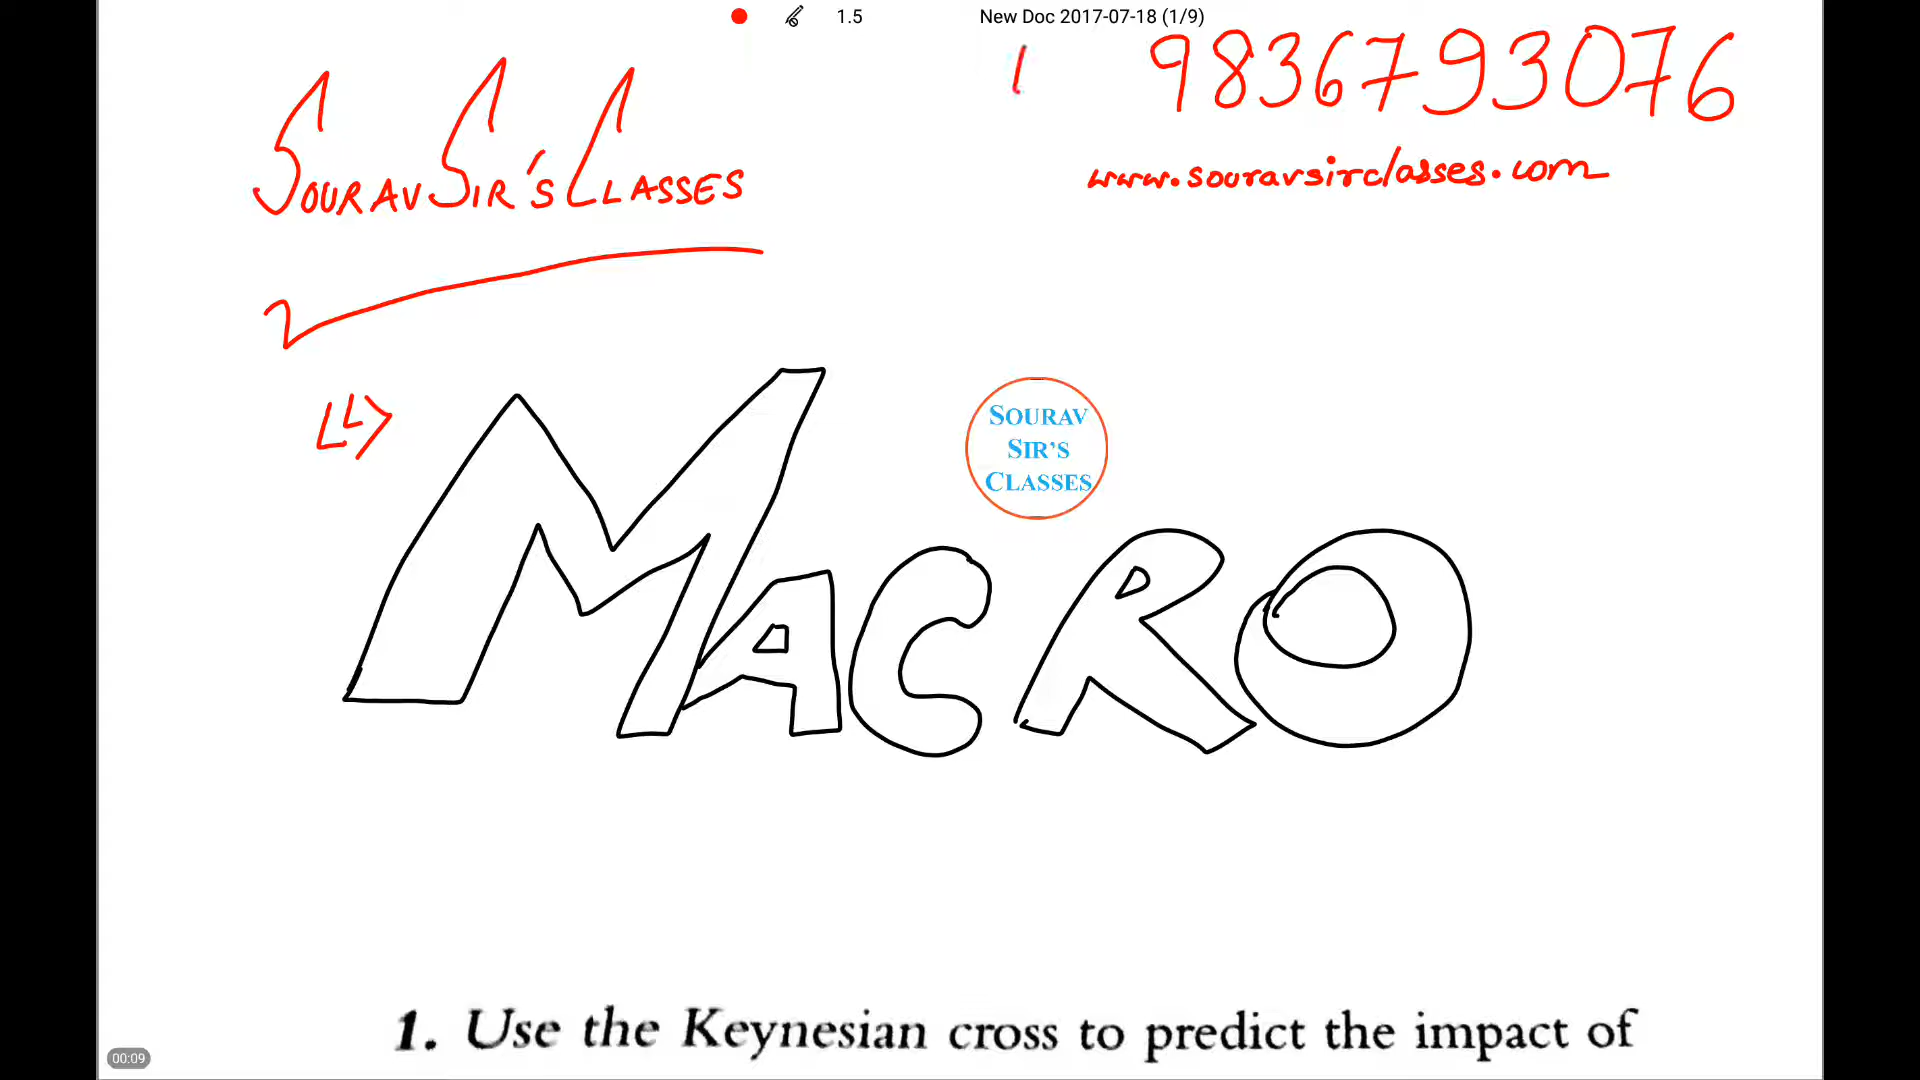 1.5 New Doc 2017-07-18 (1/9)
9836793076
SOURAV SIR'S CLASSES
www.souravsirclasses.com
MACRO
SOURAV
SIR'S
CLASSES
1. Use the Keynesian cross to predict the impact of
00:09